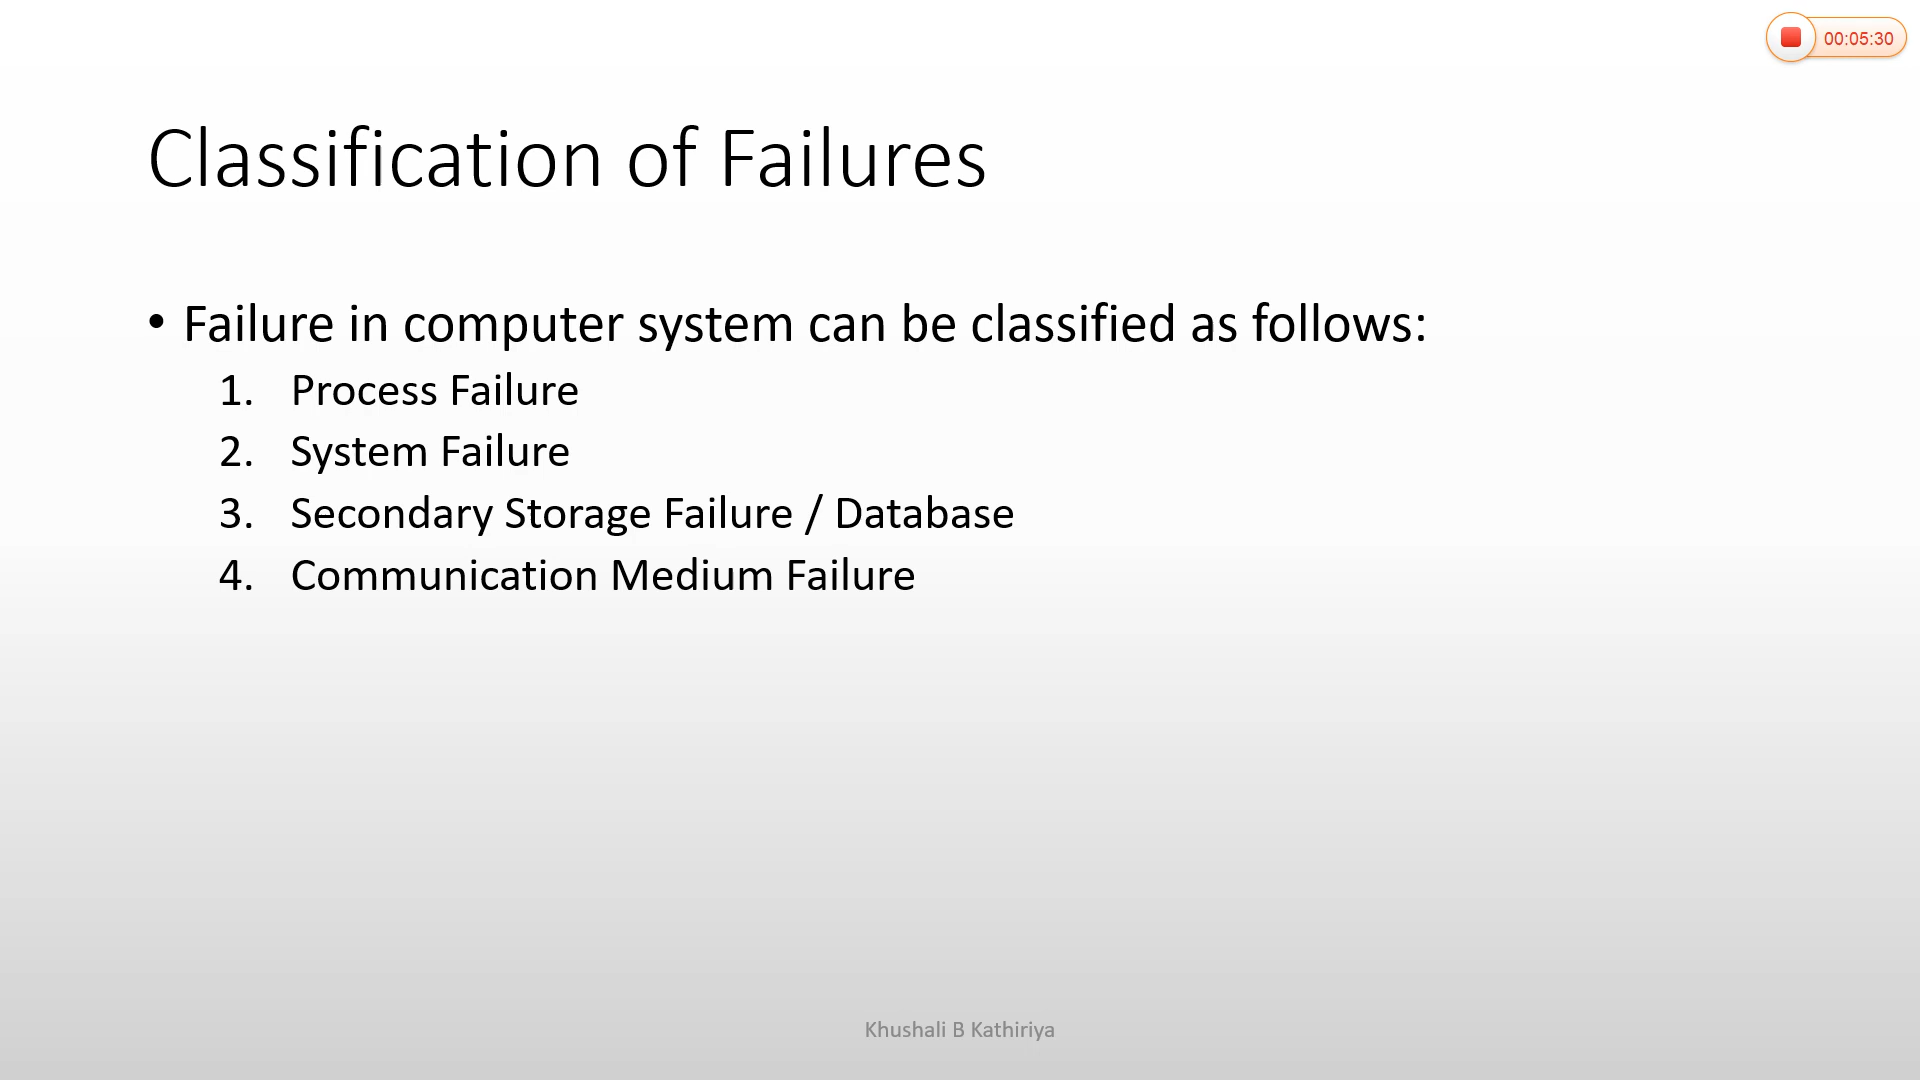 00:05:30
Classification of Failures
• Failure in computer system can be classified as follows:
1. Process Failure
2. System Failure
3. Secondary Storage Failure / Database
4. Communication Medium Failure
Khushali B Kathiriya